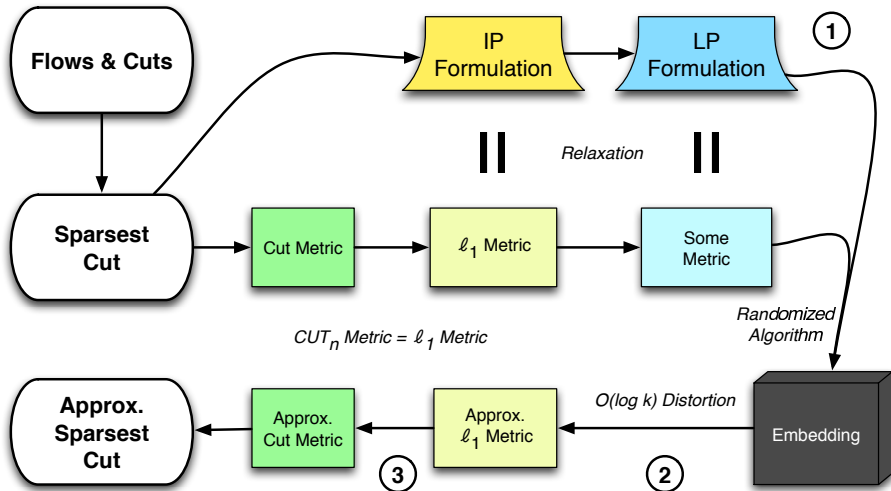 Flows & Cuts
IP
Formulation
LP
Formulation
1
Relaxation
Sparsest
Cut
Cut Metric
ℓ1 Metric
Some
Metric
Randomized
Algorithm
CUTn Metric = ℓ1 Metric
Approx.
Sparsest
Cut
Approx.
Cut Metric
Approx.
ℓ1 Metric
O(log k) Distortion
Embedding
3
2